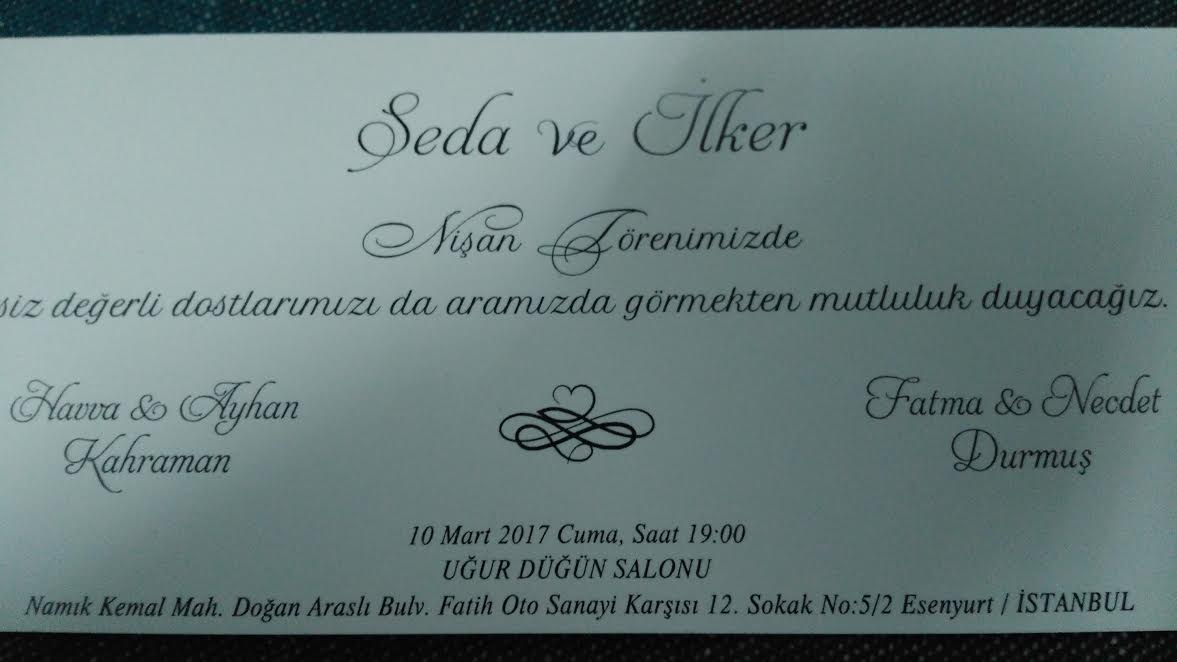 Seda ve İlker
Nişan Törenimizde
siz değerli dostlarımızı da aramızda görmekten mutluluk duyacağız.
Havva & Ayhan
Kahraman
Fatma & Necdet
Durmuş
10 Mart 2017 Cuma, Saat 19:00
UĞUR DÜĞÜN SALONU
Namık Kemal Mah. Doğan Araslı Bulv. Fatih Oto Sanayi Karşısı 12. Sokak No:5/2 Esenyurt / İSTANBUL